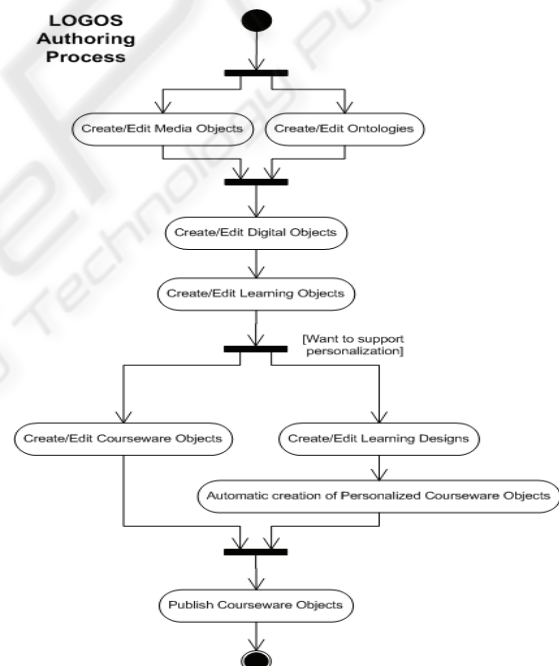 LOGOS
Authoring
Process
Create/Edit Media Objects
Create/Edit Ontologies
Create/Edit Digital Objects
Create/Edit Learning Objects
[Want to support
personalization]
Create/Edit Courseware Objects
Create/Edit Learning Designs
Automatic creation of Personalized Courseware Objects
Publish Courseware Objects
Technology